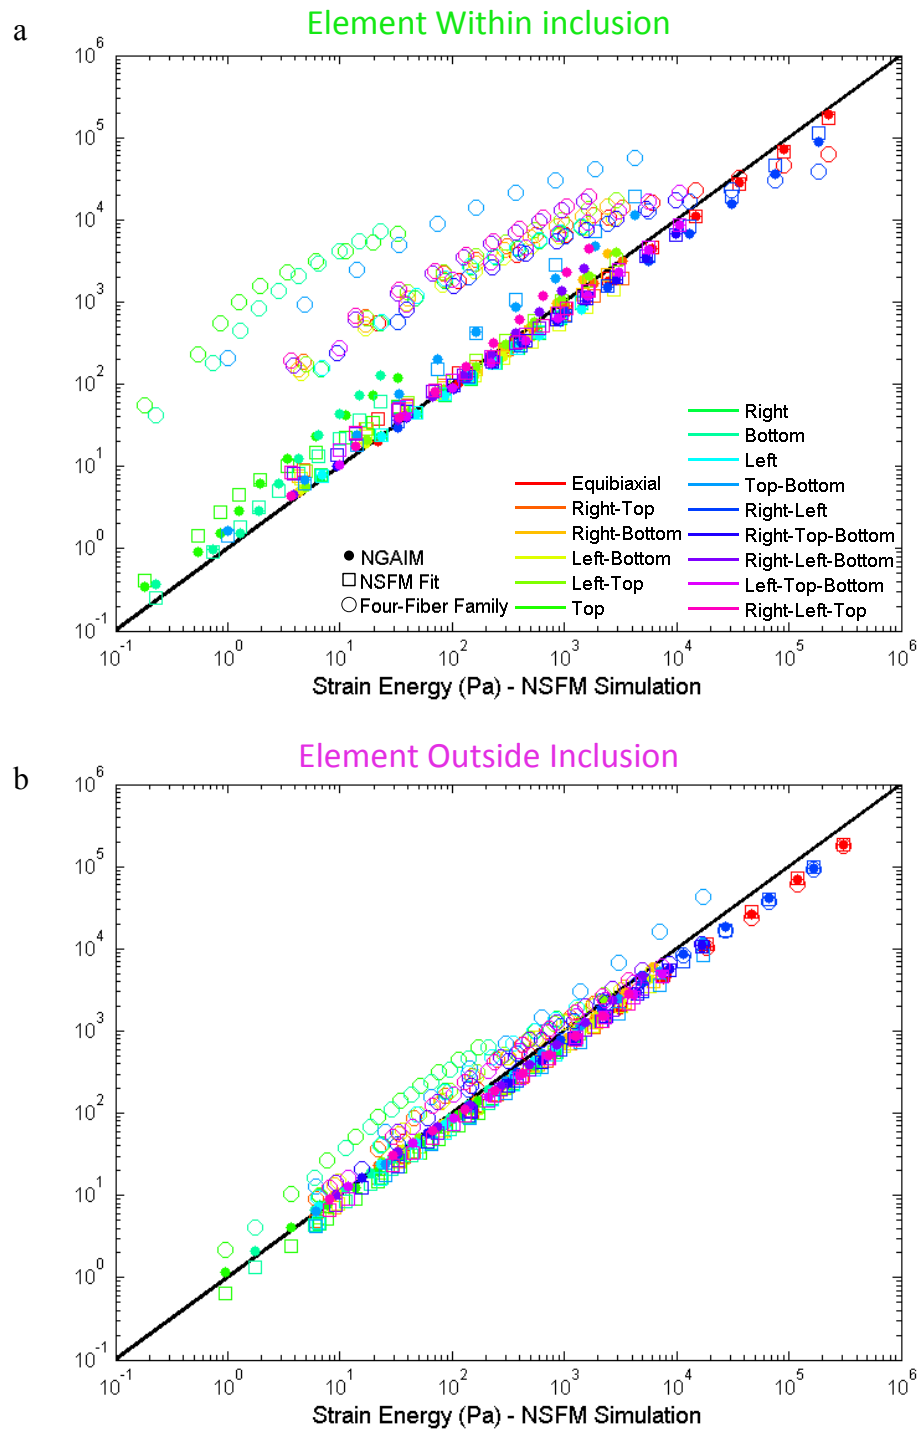 a
Element Within inclusion
10^6
10^5
10^4
10^3
10^2
10^1
10^0
10^-1
Right
Bottom
Left
Top-Bottom
Right-Left
Right-Top-Bottom
Right-Left-Bottom
Left-Top-Bottom
Right-Left-Top
Equibiaxial
Right-Top
Right-Bottom
Left-Bottom
Left-Top
Top
NGAIM
NSFM Fit
Four-Fiber Family
10^-1 10^0 10^1 10^2 10^3 10^4 10^5 10^6
Strain Energy (Pa) - NSFM Simulation
b
Element Outside Inclusion
10^6
10^5
10^4
10^3
10^2
10^1
10^0
10^-1
10^-1 10^0 10^1 10^2 10^3 10^4 10^5 10^6
Strain Energy (Pa) - NSFM Simulation